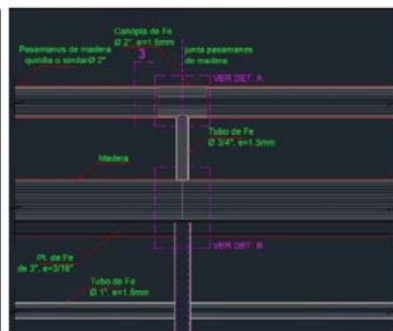 Canopla de Fe
Ø 2", e=1.5mm
Pasamanos de madera
quinilla o similar Ø 2"
junta pasamanos
de madera
3
VER DET. A
Tubo de Fe
Ø 3/4", e=1.5mm
Madera
Pl. de Fe
de 3", e=3/16"
VER DET. B
Tubo de Fe
Ø 1", e=1.5mm